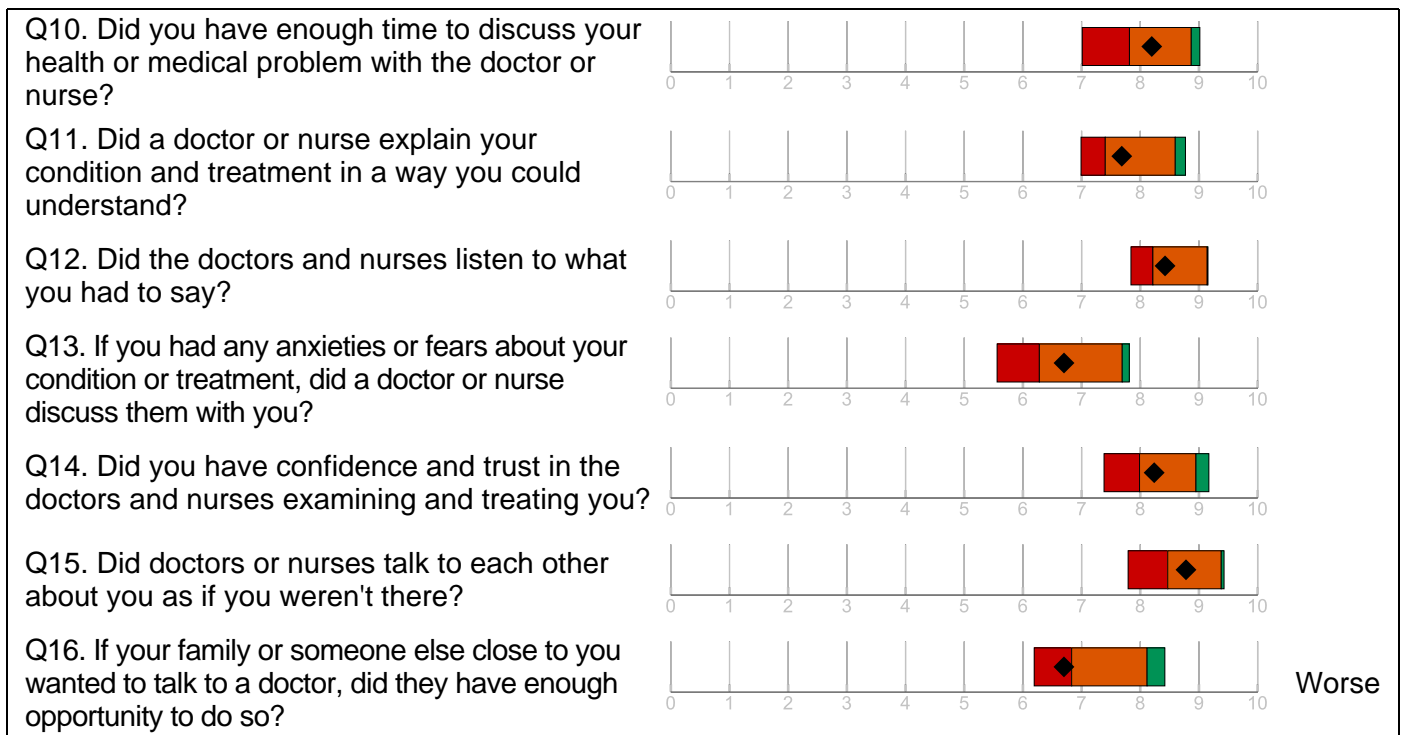 Q10. Did you have enough time to discuss your
health or medical problem with the doctor or
nurse?
0 1 2 3 4 5 6 7 8 9 10
Q11. Did a doctor or nurse explain your
condition and treatment in a way you could
understand?
0 1 2 3 4 5 6 7 8 9 10
Q12. Did the doctors and nurses listen to what
you had to say?
0 1 2 3 4 5 6 7 8 9 10
Q13. If you had any anxieties or fears about your
condition or treatment, did a doctor or nurse
discuss them with you?
0 1 2 3 4 5 6 7 8 9 10
Q14. Did you have confidence and trust in the
doctors and nurses examining and treating you?
0 1 2 3 4 5 6 7 8 9 10
Q15. Did doctors or nurses talk to each other
about you as if you weren't there?
0 1 2 3 4 5 6 7 8 9 10
Q16. If your family or someone else close to you
wanted to talk to a doctor, did they have enough
opportunity to do so?
0 1 2 3 4 5 6 7 8 9 10
Worse